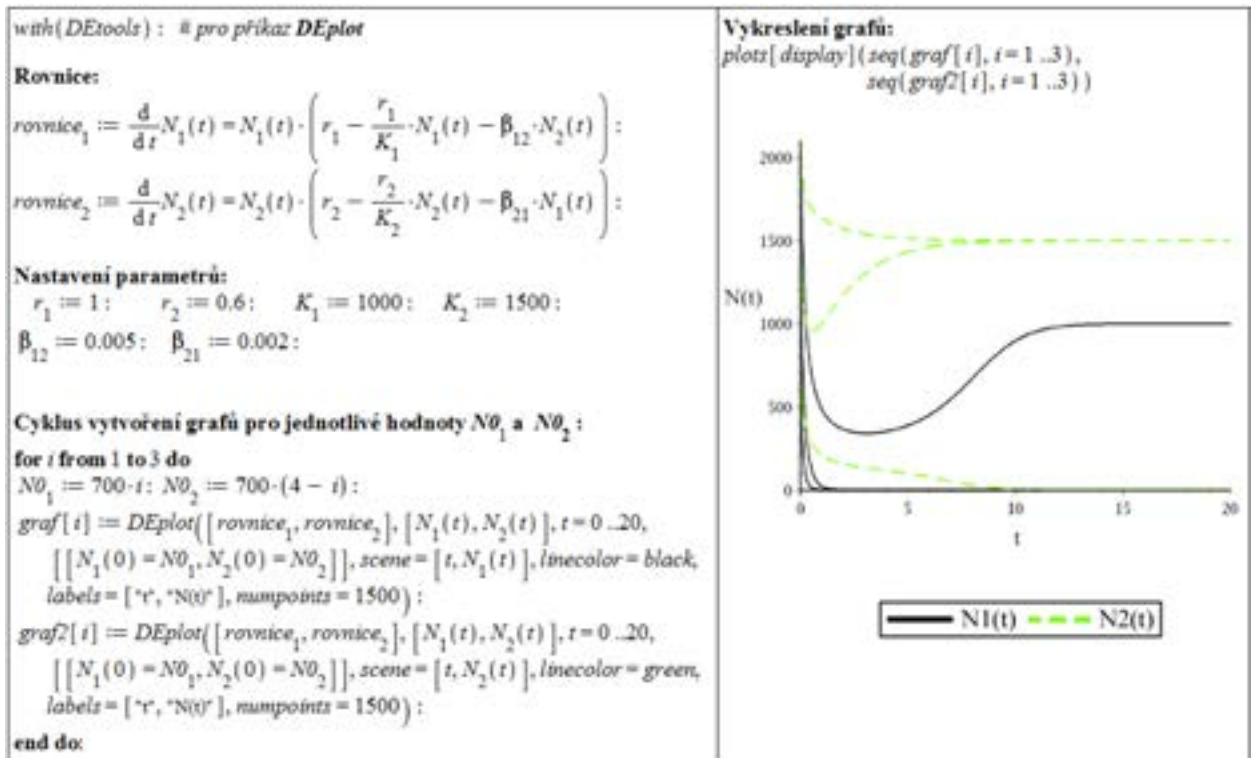 with(DEtools): # pro příkaz DEplot
Rovnice:
rovnice₁ := d/dt N₁(t) = N₁(t)·(r₁ − r₁/K₁·N₁(t) − β₁₂·N₂(t)):
rovnice₂ := d/dt N₂(t) = N₂(t)·(r₂ − r₂/K₂·N₂(t) − β₂₁·N₁(t)):
Nastavení parametrů:
r₁ := 1: r₂ := 0.6: K₁ := 1000: K₂ := 1500:
β₁₂ := 0.005: β₂₁ := 0.002:
Cyklus vytvoření grafů pro jednotlivé hodnoty N0₁ a N0₂:
for i from 1 to 3 do
N0₁ := 700·i: N0₂ := 700·(4 − i):
graf[i] := DEplot([rovnice₁, rovnice₂], [N₁(t), N₂(t)], t = 0..20,
[[N₁(0) = N0₁, N₂(0) = N0₂]], scene = [t, N₁(t)], linecolor = black,
labels = ["t", "N(t)"], numpoints = 1500):
graf2[i] := DEplot([rovnice₁, rovnice₂], [N₁(t), N₂(t)], t = 0..20,
[[N₁(0) = N0₁, N₂(0) = N0₂]], scene = [t, N₂(t)], linecolor = green,
labels = ["t", "N(t)"], numpoints = 1500):
end do:
Vykreslení grafů:
plots[display](seq(graf[i], i = 1..3),
seq(graf2[i], i = 1..3))
2000
1500
N(t)
1000
500
0
0 5 10 15 20
t
N1(t) N2(t)